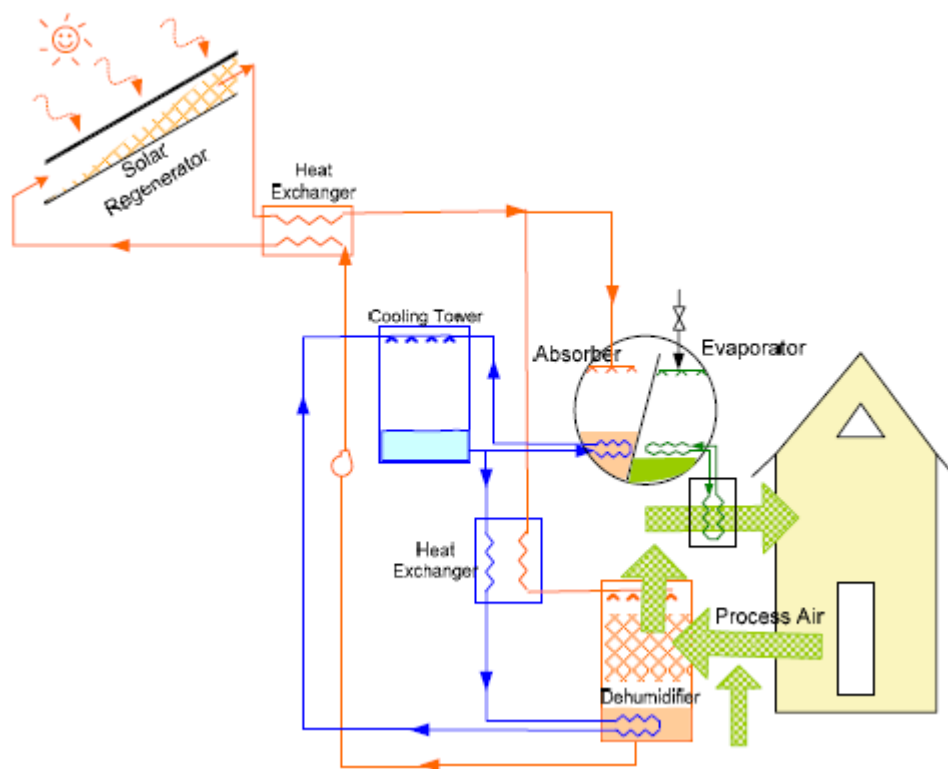 Solar
Regenerator
Heat
Exchanger
Cooling Tower
Absorber
Evaporator
Heat
Exchanger
Process Air
Dehumidifier